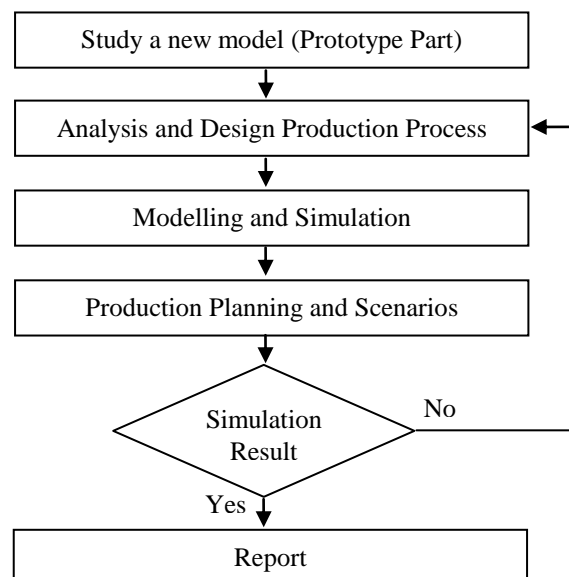 Study a new model (Prototype Part)
Analysis and Design Production Process
Modelling and Simulation
Production Planning and Scenarios
Simulation
Result
No
Yes
Report